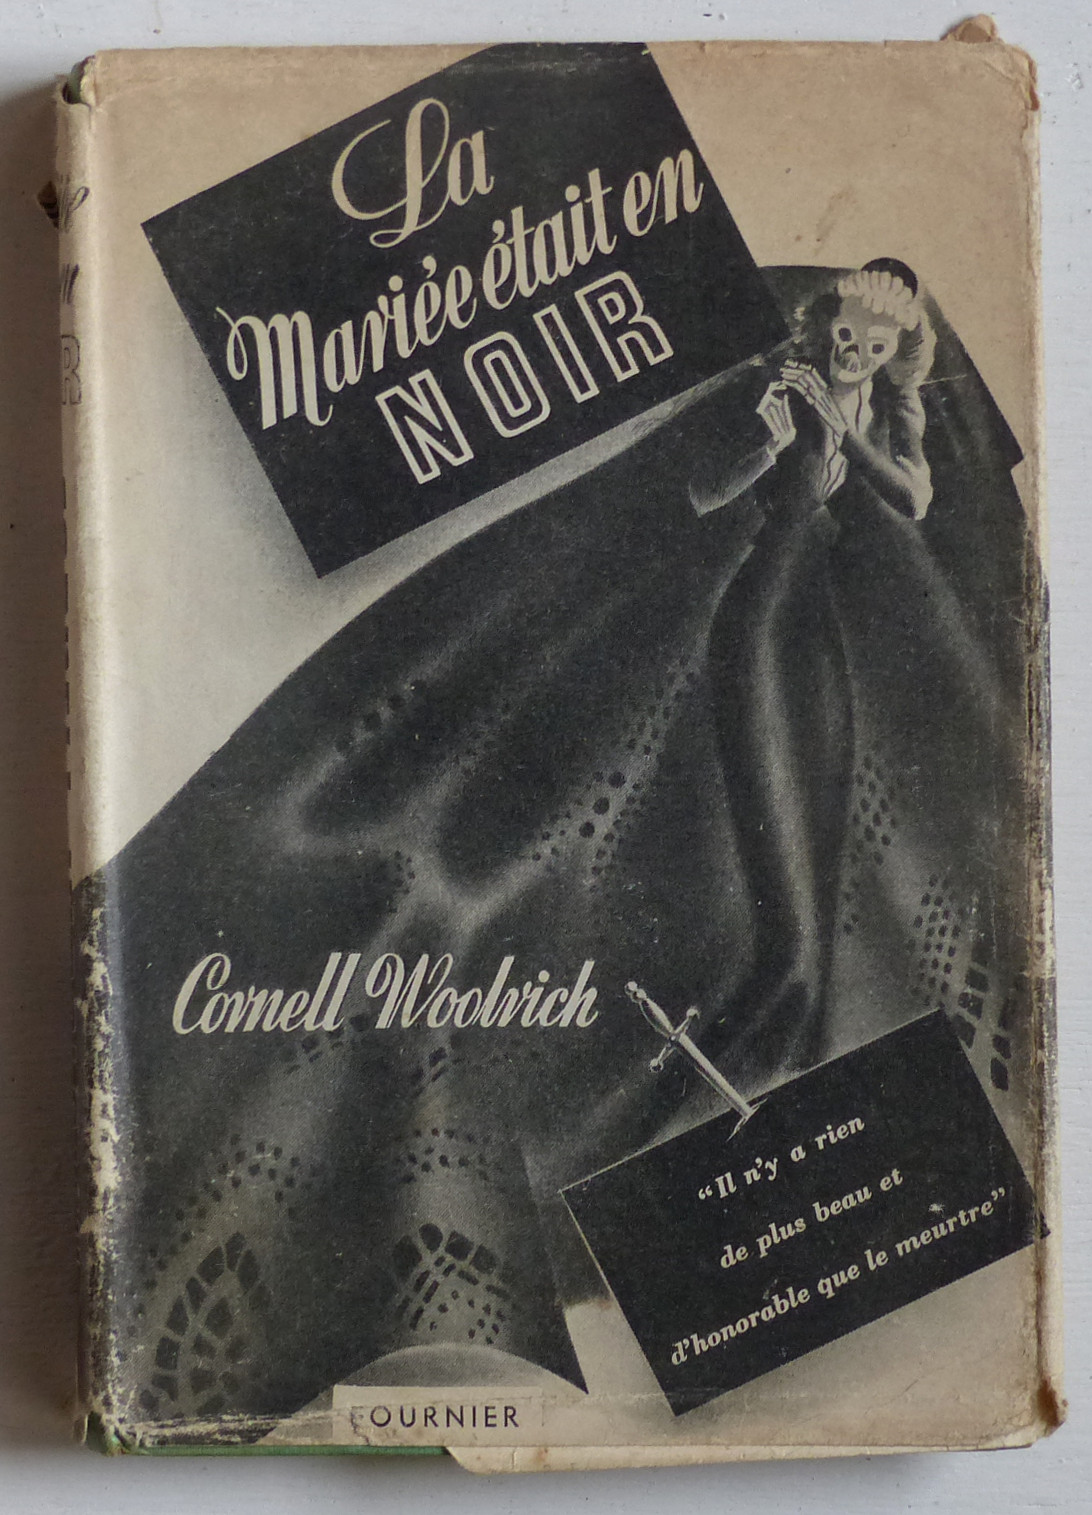 La
Mariée était en
NOIR
Cornell Woolrich
“Il n’y a rien
de plus beau et
d’honorable que le meurtre”
FOURNIER